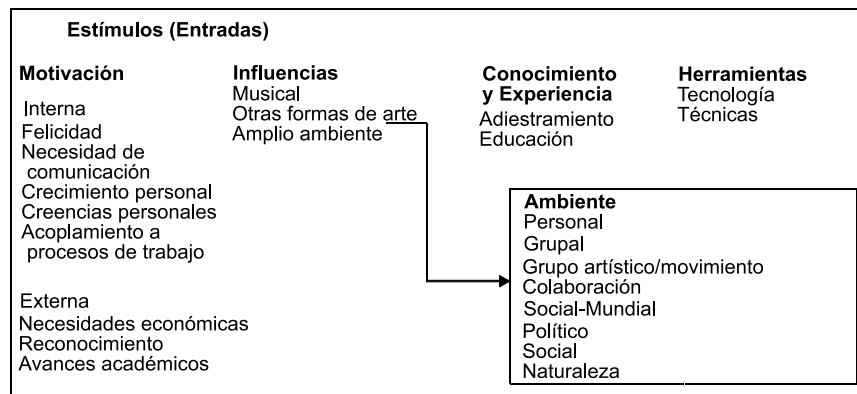 Estímulos (Entradas)
Motivación
Interna
Felicidad
Necesidad de
comunicación
Crecimiento personal
Creencias personales
Acoplamiento a
procesos de trabajo
Externa
Necesidades económicas
Reconocimiento
Avances académicos
Influencias
Musical
Otras formas de arte
Amplio ambiente
Conocimiento
y Experiencia
Adiestramiento
Educación
Herramientas
Tecnología
Técnicas
Ambiente
Personal
Grupal
Grupo artístico/movimiento
Colaboración
Social-Mundial
Político
Social
Naturaleza